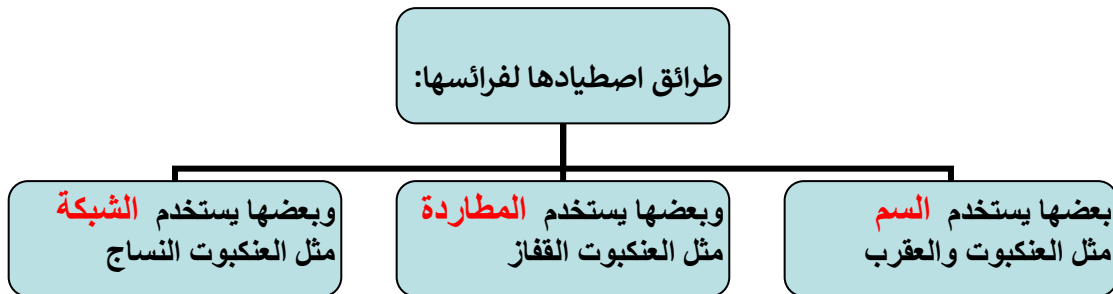 طرائق اصطيادها لفرائسها:
بعضها يستخدم السم
مثل العنكبوت والعقرب
وبعضها يستخدم المطاردة
مثل العنكبوت القفاز
وبعضها يستخدم الشبكة
مثل العنكبوت النساج